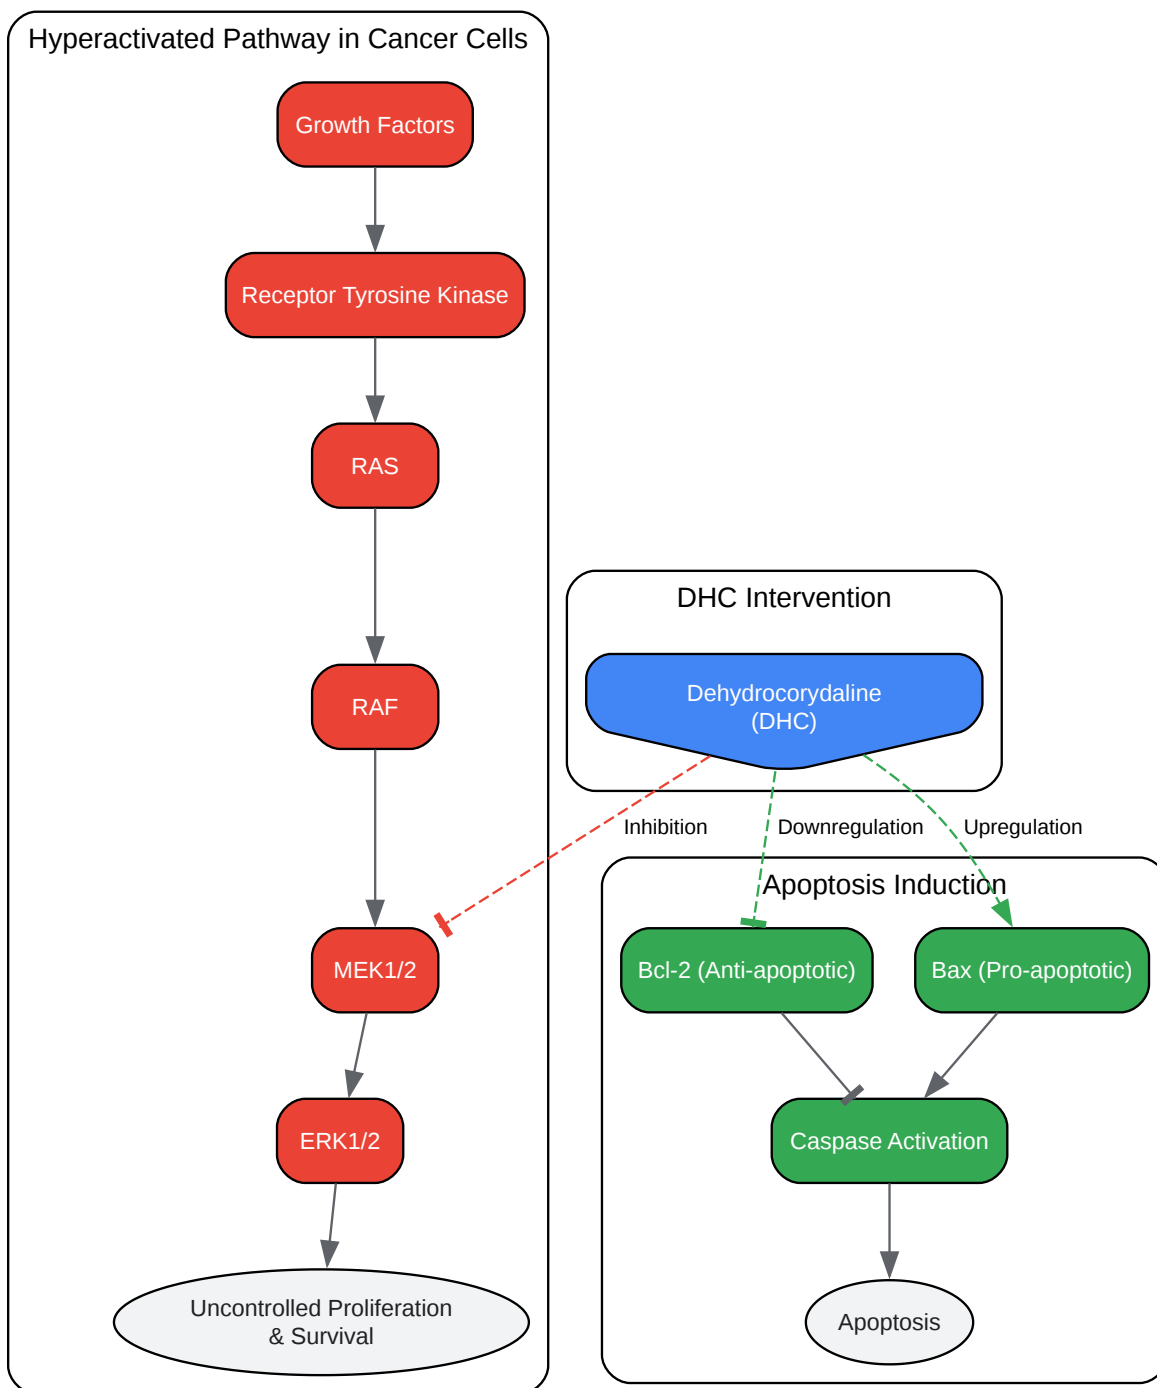 Hyperactivated Pathway in Cancer Cells
Growth Factors
Receptor Tyrosine Kinase
RAS
RAF
MEK1/2
ERK1/2
Uncontrolled Proliferation
& Survival
DHC Intervention
Dehydrocorydaline
(DHC)
Inhibition
Downregulation
Upregulation
Apoptosis Induction
Bcl-2 (Anti-apoptotic)
Bax (Pro-apoptotic)
Caspase Activation
Apoptosis